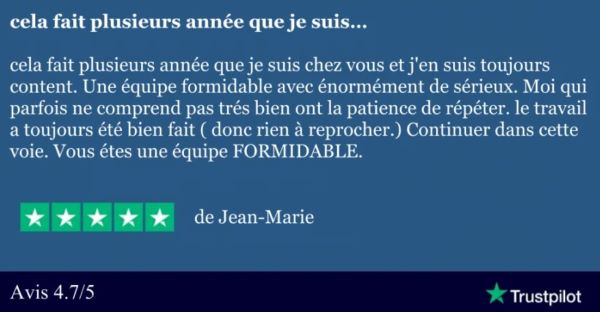 cela fait plusieurs année que je suis...
cela fait plusieurs année que je suis chez vous et j'en suis toujours
content. Une équipe formidable avec énormément de sérieux. Moi qui
parfois ne comprend pas trés bien ont la patience de répéter. le travail
a toujours été bien fait ( donc rien à reprocher.) Continuer dans cette
voie. Vous étes une équipe FORMIDABLE.
de Jean-Marie
Avis 4.7/5
Trustpilot